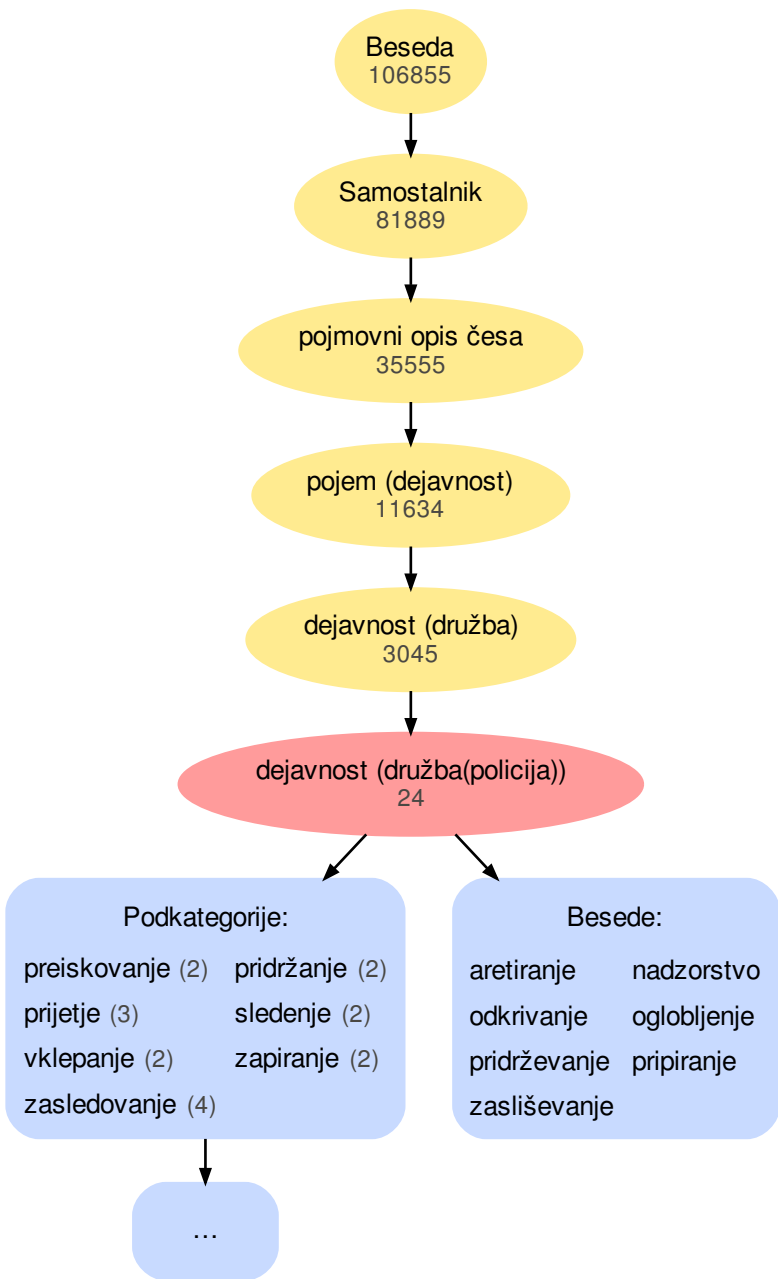 Beseda
106855
Samostalnik
81889
pojmovni opis česa
35555
pojem (dejavnost)
11634
dejavnost (družba)
3045
dejavnost (družba(policija))
24
Podkategorije:
preiskovanje (2) pridržanje (2)
prijetje (3) sledenje (2)
vklepanje (2) zapiranje (2)
zasledovanje (4)
Besede:
aretiranje nadzorstvo
odkrivanje oglobljenje
pridrževanje pripiranje
zasliševanje
...